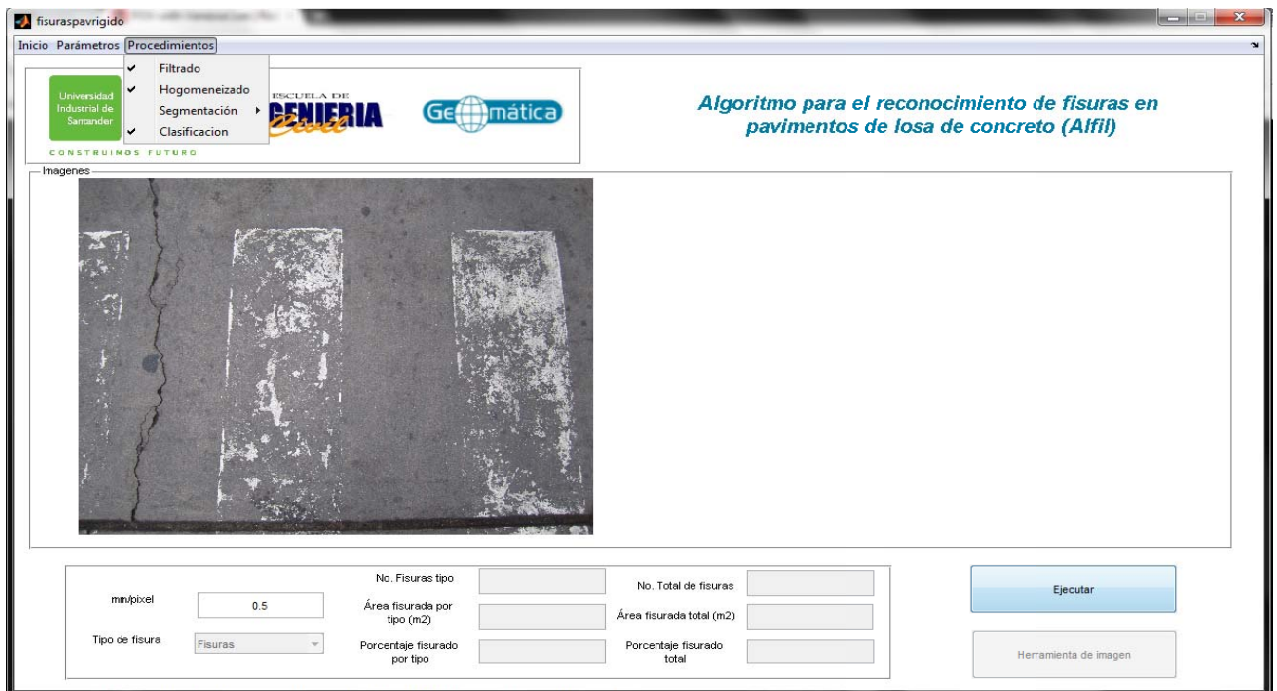 fisuraspavrigido
Inicio Parámetros Procedimientos
Filtrado
Hogomeneizado
Segmentación
Clasificacion
Universidad
Industrial de
Santander
CONSTRUIMOS FUTURO
ESCUELA DE
GENIERIA
Civil
Geomática
Algoritmo para el reconocimiento de fisuras en
pavimentos de losa de concreto (Alfil)
Imagenes
mm/pixel
0.5
Tipo de fisura
Fisuras
No. Fisuras tipo
Área fisurada por
tipo (m2)
Porcentaje fisurado
por tipo
No. Total de fisuras
Área fisurada total (m2)
Porcentaje fisurado
total
Ejecutar
Herramienta de imagen